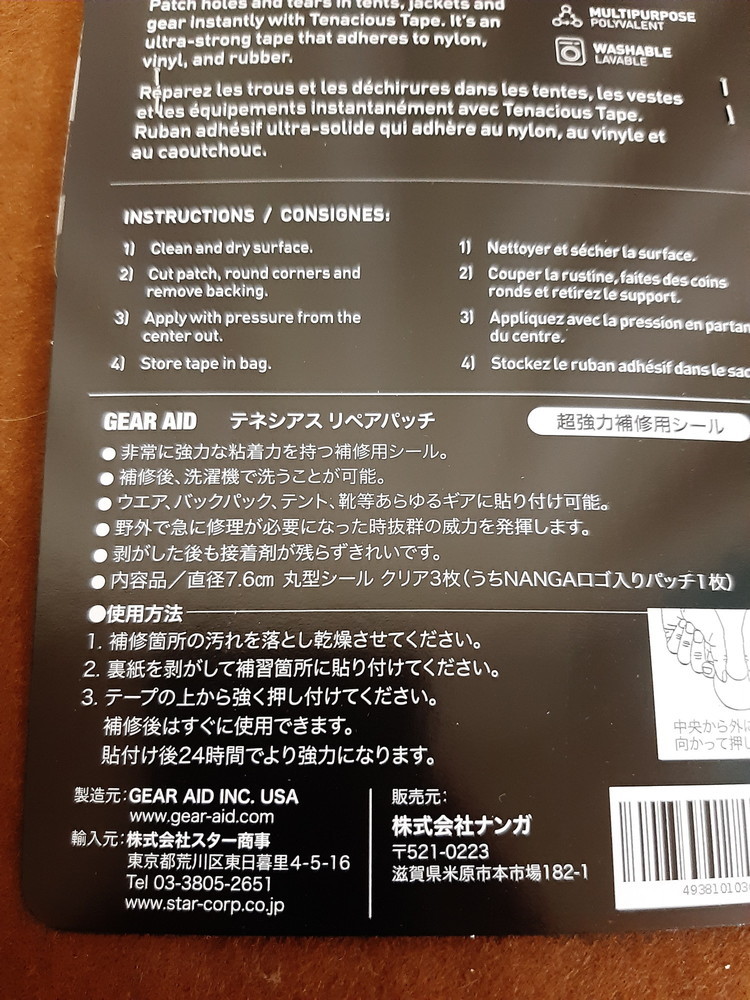 Patch holes and tears in tents, jackets and
gear instantly with Tenacious Tape. It's an
ultra-strong tape that adheres to nylon,
vinyl, and rubber.
MULTIPURPOSE
POLYVALENT
WASHABLE
LAVABLE
Réparez les trous et les déchirures dans les tentes, les vestes
et les équipements instantanément avec Tenacious Tape.
Ruban adhésif ultra-solide qui adhère au nylon, au vinyle et
au caoutchouc.
INSTRUCTIONS / CONSIGNES:
1) Clean and dry surface.
2) Cut patch, round corners and
remove backing.
3) Apply with pressure from the
center out.
4) Store tape in bag.
1) Nettoyer et sécher la surface.
2) Couper la rustine, faites des coins
ronds et retirez le support.
3) Appliquez avec la pression en partan
du centre.
4) Stockez le ruban adhésif dans le sac
GEAR AID テネシアス リペアパッチ 超強力補修用シール
●非常に強力な粘着力を持つ補修用シール。
●補修後、洗濯機で洗うことが可能。
●ウエア、バックパック、テント、靴等あらゆるギアに貼り付け可能。
●野外で急に修理が必要になった時抜群の威力を発揮します。
●剥がした後も接着剤が残らずきれいです。
●内容品／直径7.6cm 丸型シール クリア3枚(うちNANGAロゴ入りパッチ1枚)
●使用方法
1. 補修箇所の汚れを落とし乾燥させてください。
2. 裏紙を剥がして補習箇所に貼り付けてください。
3. テープの上から強く押し付けてください。
補修後はすぐに使用できます。
貼付け後24時間でより強力になります。
中央から外に
向かって押し
製造元:GEAR AID INC. USA
www.gear-aid.com
輸入元:株式会社スター商事
東京都荒川区東日暮里4-5-16
Tel 03-3805-2651
www.star-corp.co.jp
販売元:
株式会社ナンガ
〒521-0223
滋賀県米原市本市場182-1
493810103